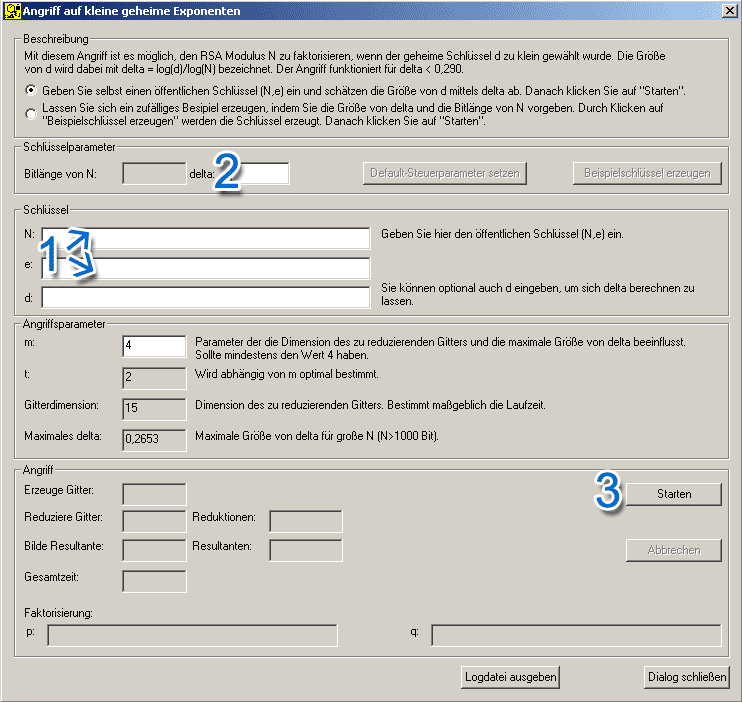 Angriff auf kleine geheime Exponenten
Beschreibung
Mit diesem Angriff ist es möglich, den RSA Modulus N zu faktorisieren, wenn der geheime Schlüssel d zu klein gewählt wurde. Die Größe
von d wird dabei mit delta = log(d)/log(N) bezeichnet. Der Angriff funktioniert für delta < 0,290.
Geben Sie selbst einen öffentlichen Schlüssel (N,e) ein und schätzen die Größe von d mittels delta ab. Danach klicken Sie auf "Starten".
Lassen Sie sich ein zufälliges Besipiel erzeugen, indem Sie die Größe von delta und die Bitlänge von N vorgeben. Durch Klicken auf
"Beispielschlüssel erzeugen" werden die Schlüssel erzeugt. Danach klicken Sie auf "Starten".
Schlüsselparameter
Bitlänge von N: delta: 2 Default-Steuerparameter setzen Beispielschlüssel erzeugen
Schlüssel
N: Geben Sie hier den öffentlichen Schlüssel (N,e) ein.
1
e:
d: Sie können optional auch d eingeben, um sich delta berechnen zu
lassen.
Angriffsparameter
m: 4 Parameter der die Dimension des zu reduzierenden Gitters und die maximale Größe von delta beeinflusst.
Sollte mindestens den Wert 4 haben.
t: 2 Wird abhängig von m optimal bestimmt.
Gitterdimension: 15 Dimension des zu reduzierenden Gitters. Bestimmt maßgeblich die Laufzeit.
Maximales delta: 0,2653 Maximale Größe von delta für große N (N>1000 Bit).
Angriff
Erzeuge Gitter: 3 Starten
Reduziere Gitter: Reduktionen:
Bilde Resultante: Resultanten: Abbrechen
Gesamtzeit:
Faktorisierung:
p: q:
Logdatei ausgeben Dialog schließen